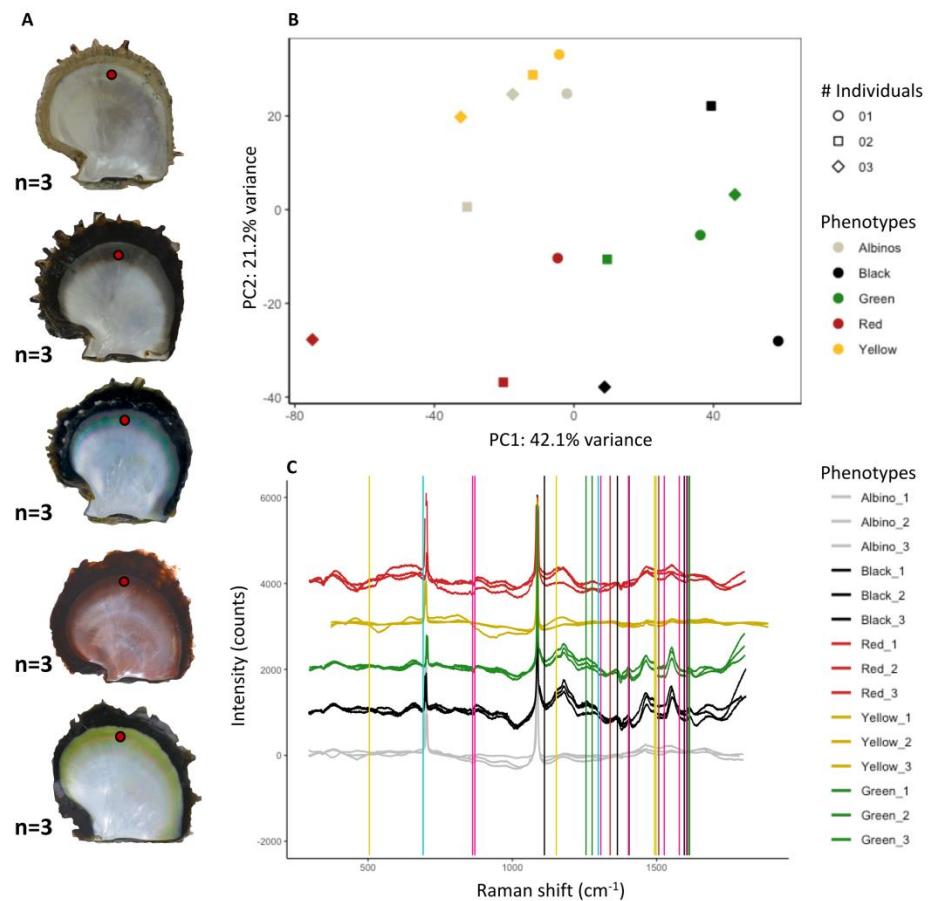 A
n=3
n=3
n=3
n=3
n=3
B
PC2: 21.2% variance
20
0
-20
-40
-80
-40
0
40
PC1: 42.1% variance
# Individuals
01
02
03
Phenotypes
Albinos
Black
Green
Red
Yellow
C
Intensity (counts)
6000
4000
2000
0
-2000
500
1000
1500
Raman shift (cm⁻¹)
Phenotypes
Albino_1
Albino_2
Albino_3
Black_1
Black_2
Black_3
Red_1
Red_2
Red_3
Yellow_1
Yellow_2
Yellow_3
Green_1
Green_2
Green_3